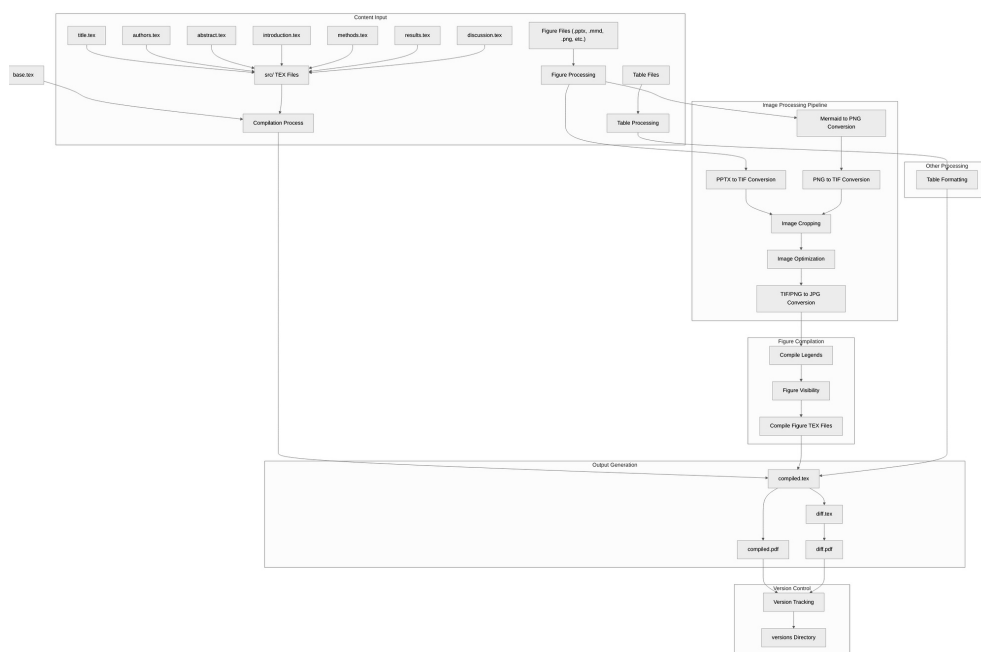 Content Input
title.tex
authors.tex
abstract.tex
introduction.tex
methods.tex
results.tex
discussion.tex
Figure Files (.pptx, .mmd,
png, etc.)
base.tex
src/ TEX Files
Figure Processing
Table Files
Compilation Process
Table Processing
Image Processing Pipeline
Mermaid to PNG
Conversion
Other Processing
PPTX to TIF Conversion
PNG to TIF Conversion
Table Formatting
Image Cropping
Image Optimization
TIF/PNG to JPG
Conversion
Figure Compilation
Compile Legends
Figure Visibility
Compile Figure TEX Files
Output Generation
compiled.tex
diff.tex
compiled.pdf
diff.pdf
Version Control
Version Tracking
versions Directory